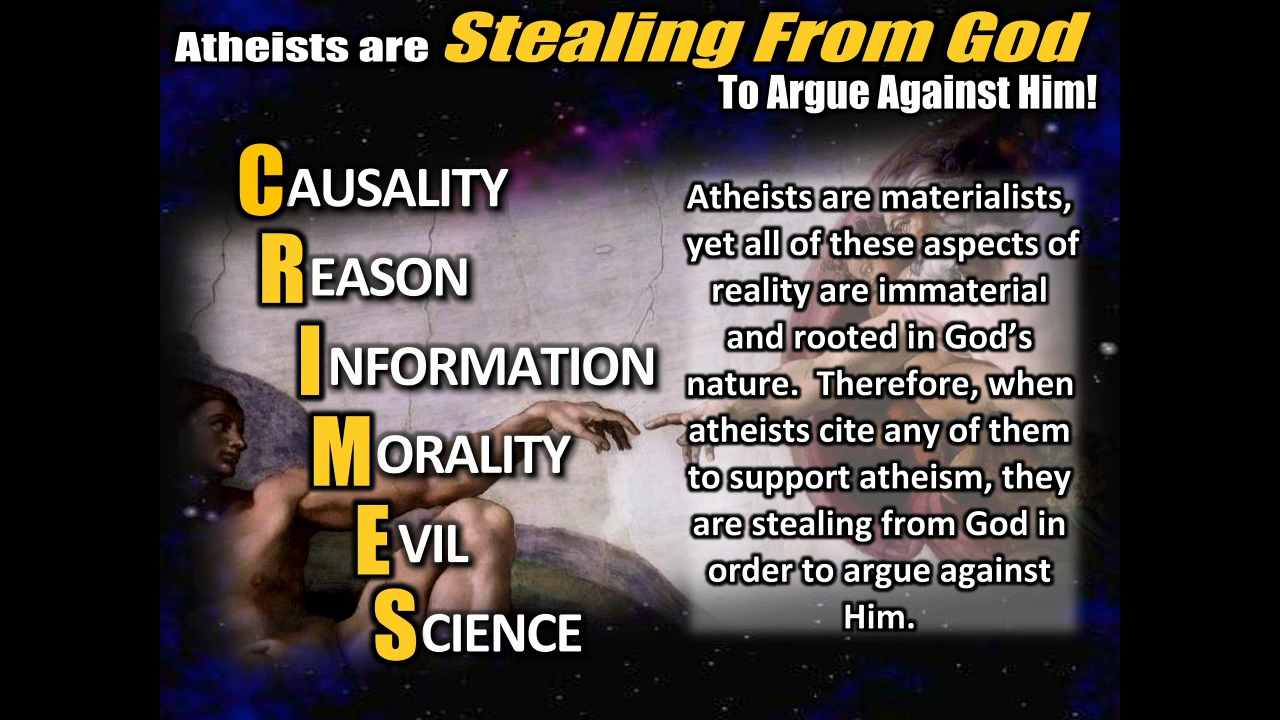 Atheists are Stealing From God
To Argue Against Him!
CAUSALITY
REASON
INFORMATION
MORALITY
EVIL
SCIENCE
Atheists are materialists,
yet all of these aspects of
reality are immaterial
and rooted in God’s
nature.  Therefore, when
atheists cite any of them
to support atheism, they
are stealing from God in
order to argue against
Him.